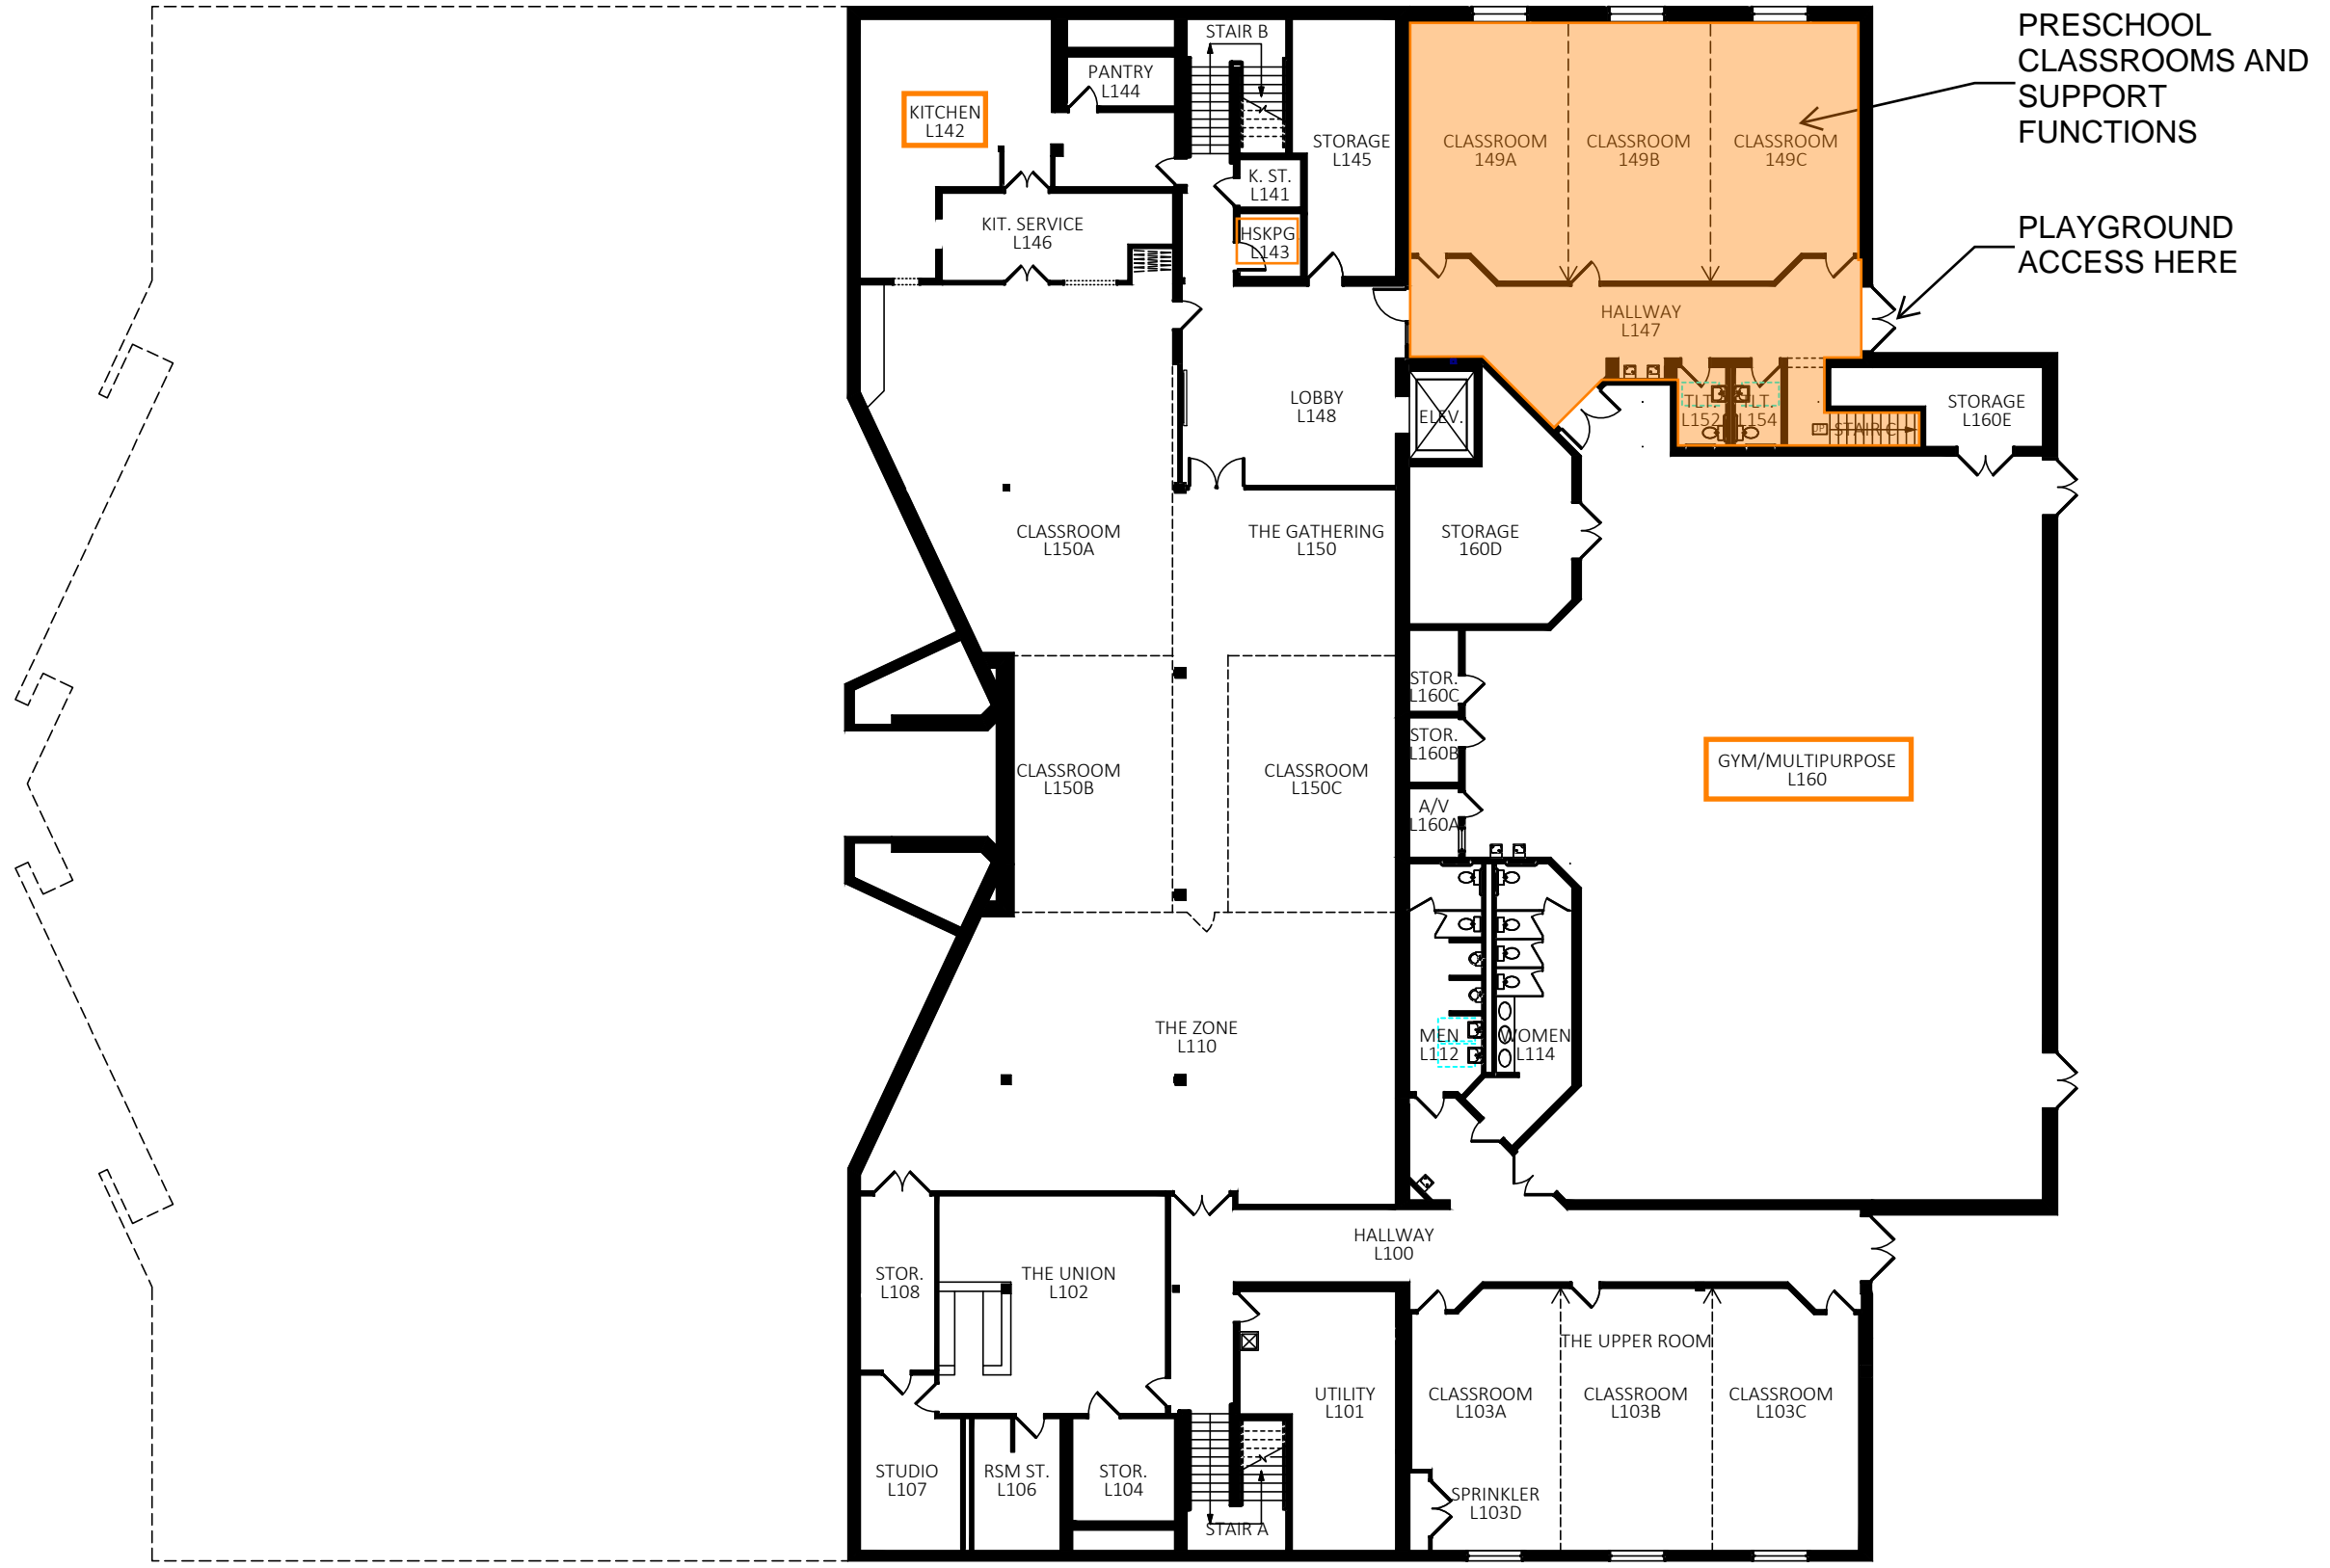 PRESCHOOL
CLASSROOMS AND
SUPPORT
FUNCTIONS
PLAYGROUND
ACCESS HERE
STAIR B
PANTRY
L144
KITCHEN
L142
STORAGE
L145
CLASSROOM
149A
CLASSROOM
149B
CLASSROOM
149C
K. ST.
L141
KIT. SERVICE
L146
HSKPG
L143
HALLWAY
L147
LOBBY
L148
ELEV.
TLT.
L152
TLT.
L154
UP
STAIR C
STORAGE
L160E
CLASSROOM
L150A
THE GATHERING
L150
STORAGE
160D
STOR.
L160C
STOR.
L160B
A/V
L160A
GYM/MULTIPURPOSE
L160
CLASSROOM
L150B
CLASSROOM
L150C
THE ZONE
L110
MEN
L112
WOMEN
L114
HALLWAY
L100
STOR.
L108
THE UNION
L102
THE UPPER ROOM
UTILITY
L101
CLASSROOM
L103A
CLASSROOM
L103B
CLASSROOM
L103C
STUDIO
L107
RSM ST.
L106
STOR.
L104
SPRINKLER
L103D
STAIR A